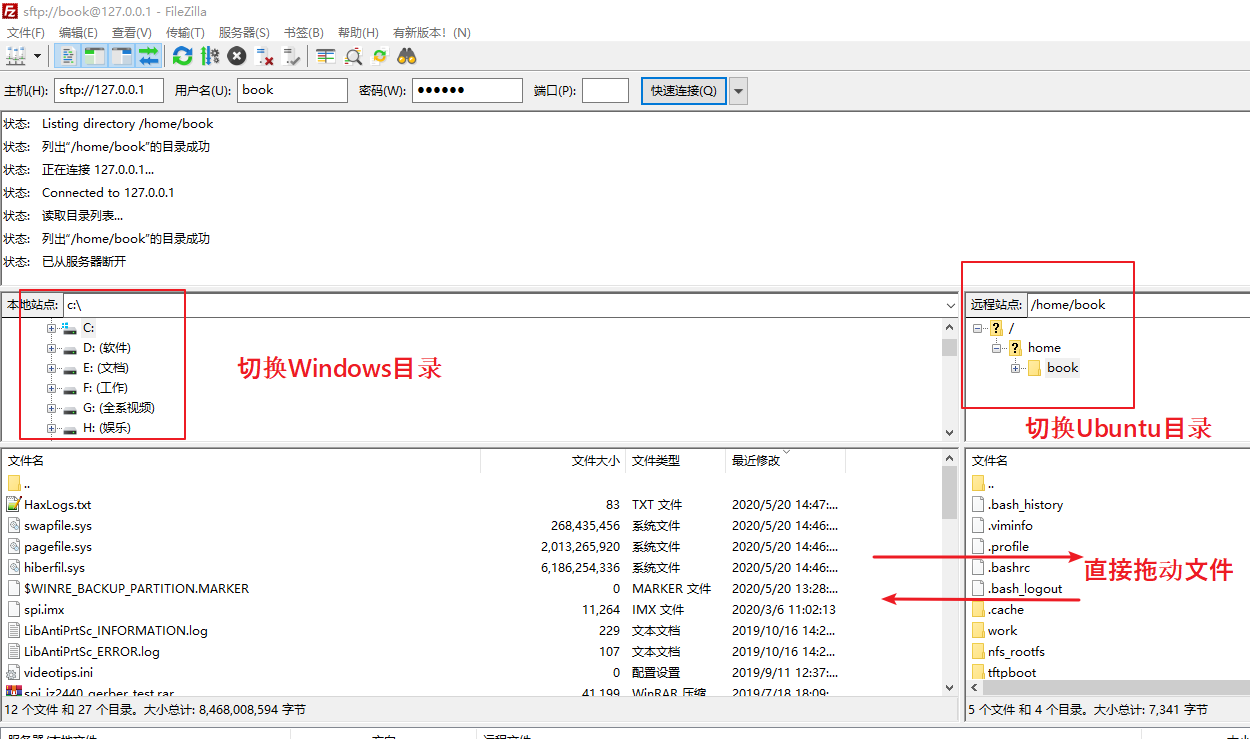 sftp://book@127.0.0.1 - FileZilla
文件(F) 编辑(E) 查看(V) 传输(T) 服务器(S) 书签(B) 帮助(H) 有新版本! (N)
主机(H): sftp://127.0.0.1 用户名(U): book 密码(W): ●●●●●● 端口(P): 快速连接(Q)
状态: Listing directory /home/book
状态: 列出“/home/book”的目录成功
状态: 正在连接 127.0.0.1...
状态: Connected to 127.0.0.1
状态: 读取目录列表...
状态: 列出“/home/book”的目录成功
状态: 已从服务器断开
本地站点: c:\
C:
D: (软件)
E: (文档)
F: (工作)
G: (全系视频)
H: (娱乐)
切换Windows目录
远程站点: /home/book
/
home
book
切换Ubuntu目录
文件名 文件大小 文件类型 最近修改
..
HaxLogs.txt 83 TXT 文件 2020/5/20 14:47:...
swapfile.sys 268,435,456 系统文件 2020/5/20 14:46:...
pagefile.sys 2,013,265,920 系统文件 2020/5/20 14:46:...
hiberfil.sys 6,186,254,336 系统文件 2020/5/20 14:46:...
$WINRE_BACKUP_PARTITION.MARKER 0 MARKER 文件 2020/5/20 13:28:...
spi.imx 11,264 IMX 文件 2020/3/6 11:02:13
LibAntiPrtSc_INFORMATION.log 229 文本文档 2019/10/16 14:2...
LibAntiPrtSc_ERROR.log 107 文本文档 2019/10/16 14:2...
videotips.ini 0 配置设置 2019/9/11 12:37:...
spi_jz2440_gerber_test.rar 41,199 WinRAR 压缩 2019/7/18 18:09:...
12 个文件 和 27 个目录。大小总计: 8,468,008,594 字节
文件名
..
.bash_history
.viminfo
.profile
.bashrc
.bash_logout
.cache
work
nfs_rootfs
tftpboot
直接拖动文件
5 个文件 和 4 个目录。大小总计: 7,341 字节
服务器/本地文件 方向 远程文件 大小